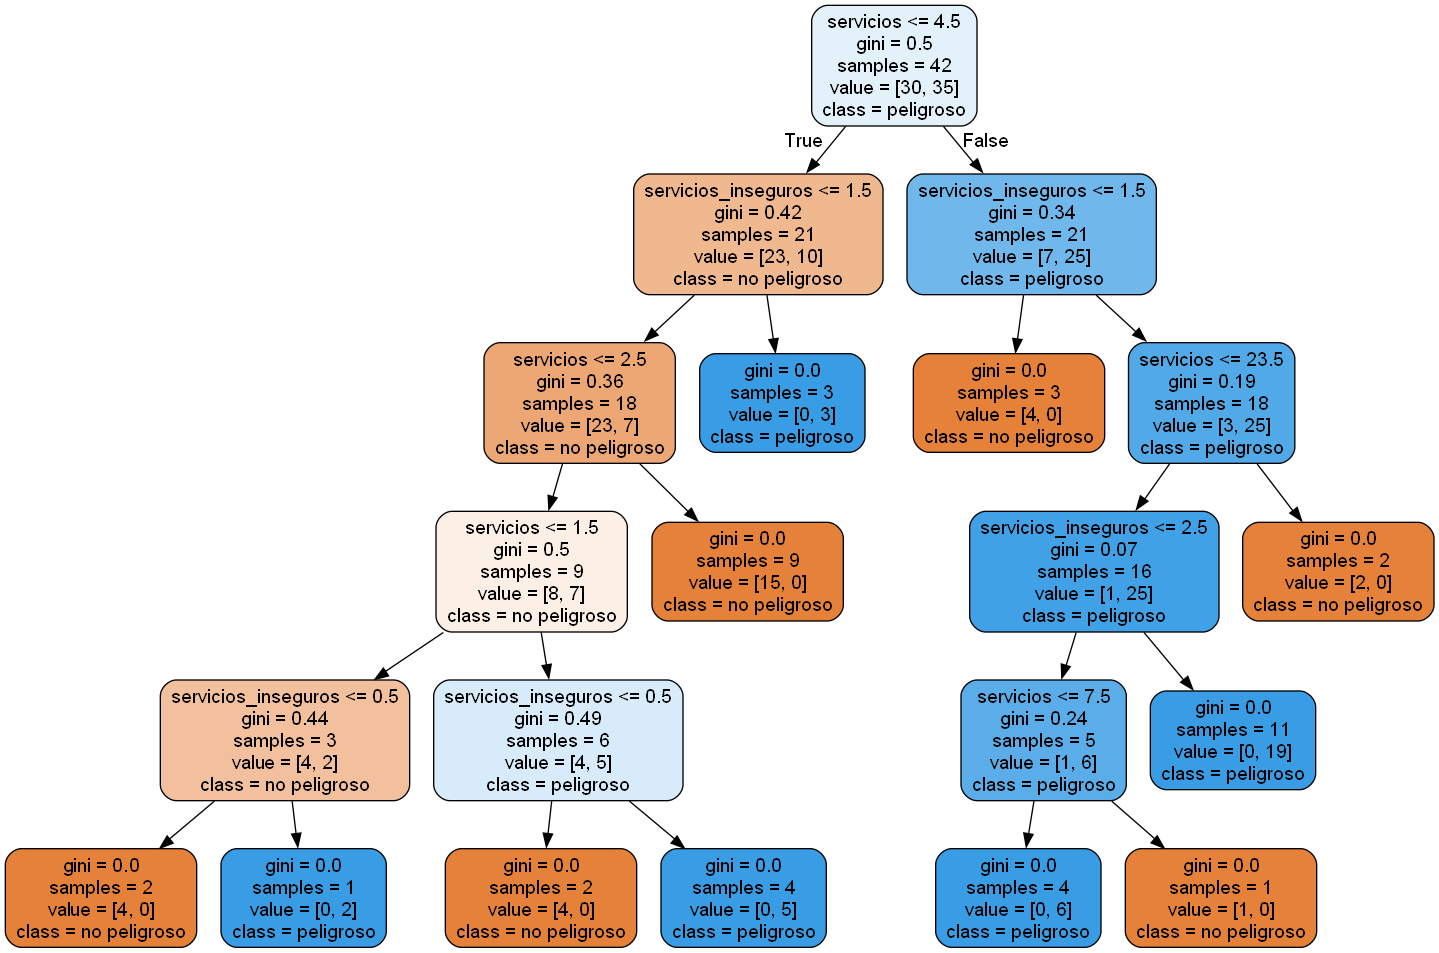 servicios <= 4.5
gini = 0.5
samples = 42
value = [30, 35]
class = peligroso
True
False
servicios_inseguros <= 1.5
gini = 0.42
samples = 21
value = [23, 10]
class = no peligroso
servicios_inseguros <= 1.5
gini = 0.34
samples = 21
value = [7, 25]
class = peligroso
servicios <= 2.5
gini = 0.36
samples = 18
value = [23, 7]
class = no peligroso
gini = 0.0
samples = 3
value = [0, 3]
class = peligroso
gini = 0.0
samples = 3
value = [4, 0]
class = no peligroso
servicios <= 23.5
gini = 0.19
samples = 18
value = [3, 25]
class = peligroso
servicios <= 1.5
gini = 0.5
samples = 9
value = [8, 7]
class = no peligroso
gini = 0.0
samples = 9
value = [15, 0]
class = no peligroso
servicios_inseguros <= 2.5
gini = 0.07
samples = 16
value = [1, 25]
class = peligroso
gini = 0.0
samples = 2
value = [2, 0]
class = no peligroso
servicios_inseguros <= 0.5
gini = 0.44
samples = 3
value = [4, 2]
class = no peligroso
servicios_inseguros <= 0.5
gini = 0.49
samples = 6
value = [4, 5]
class = peligroso
servicios <= 7.5
gini = 0.24
samples = 5
value = [1, 6]
class = peligroso
gini = 0.0
samples = 11
value = [0, 19]
class = peligroso
gini = 0.0
samples = 2
value = [4, 0]
class = no peligroso
gini = 0.0
samples = 1
value = [0, 2]
class = peligroso
gini = 0.0
samples = 2
value = [4, 0]
class = no peligroso
gini = 0.0
samples = 4
value = [0, 5]
class = peligroso
gini = 0.0
samples = 4
value = [0, 6]
class = peligroso
gini = 0.0
samples = 1
value = [1, 0]
class = no peligroso